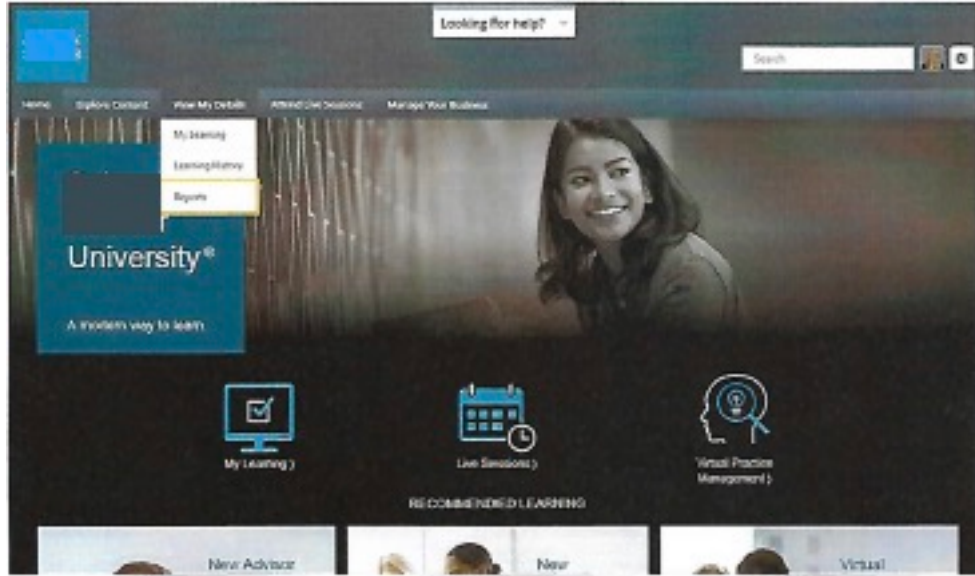 Looking for help?
Search
Home Explore Content View My Details Attend Live Sessions Manage Your Business
My Learning
Learning History
Reports
University®
A modern way to learn.
My Learning ⟩
Live Sessions ⟩
Virtual Practice
Management ⟩
RECOMMENDED LEARNING
New Advisor
New
Virtual